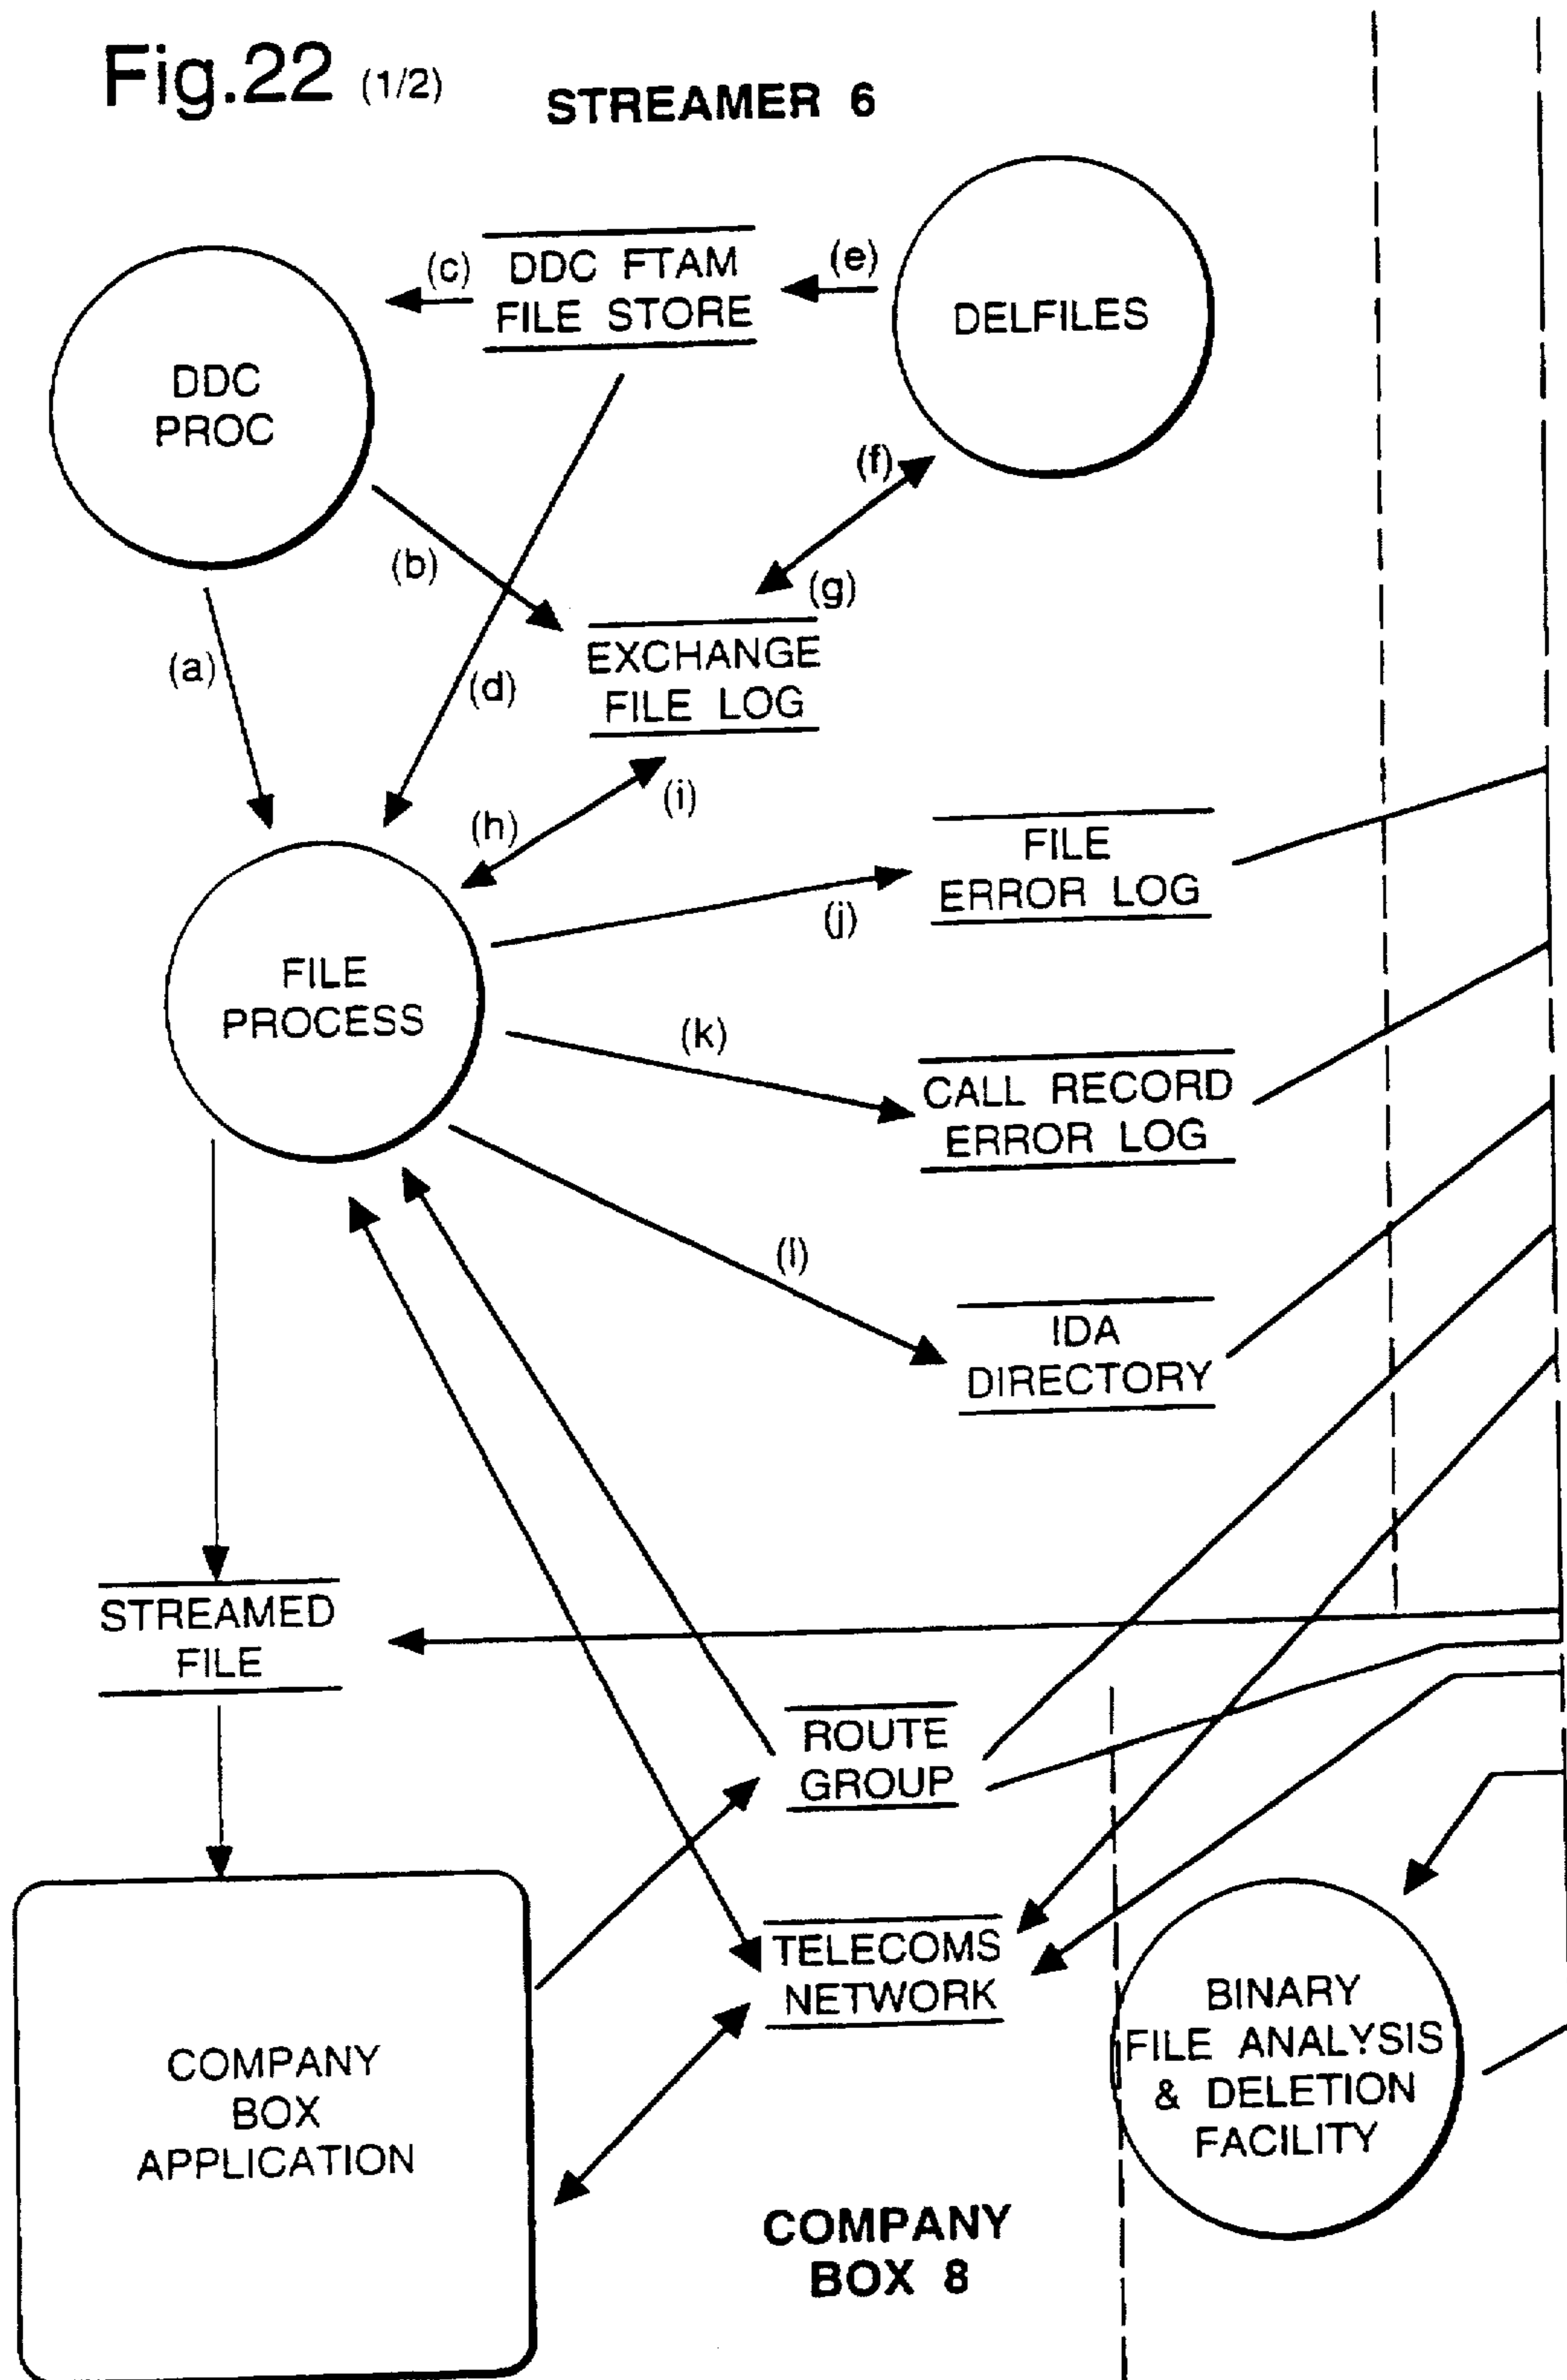 Fig.22 (1/2)
STREAMER 6
(c)
DDC FTAM
FILE STORE
(e)
DELFILES
DDC
PROC
(f)
(b)
(g)
EXCHANGE
FILE LOG
(a)
(d)
(i)
(h)
FILE
ERROR LOG
(j)
FILE
PROCESS
(k)
CALL RECORD
ERROR LOG
(l)
IDA
DIRECTORY
STREAMED
FILE
ROUTE
GROUP
TELECOMS
NETWORK
BINARY
FILE ANALYSIS
& DELETION
FACILITY
COMPANY
BOX
APPLICATION
COMPANY
BOX 8